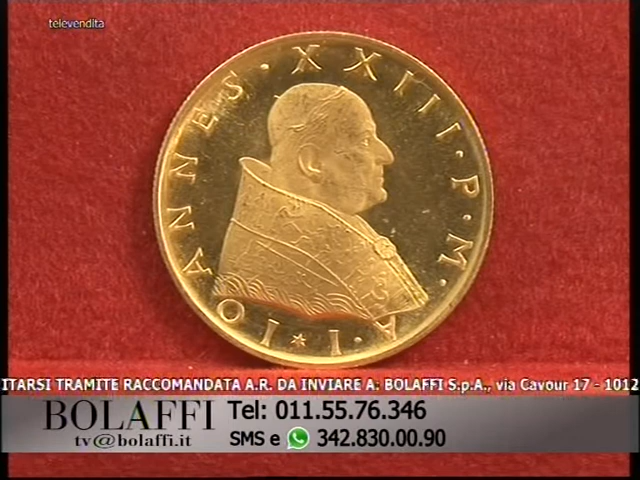 televendita
IOANNES · XXIII · P · M · A · I
ITARSI TRAMITE RACCOMANDATA A.R. DA INVIARE A: BOLAFFI S.p.A., via Cavour 17 - 1012
BOLAFFI
tv@bolaffi.it
Tel: 011.55.76.346
SMS e 342.830.00.90